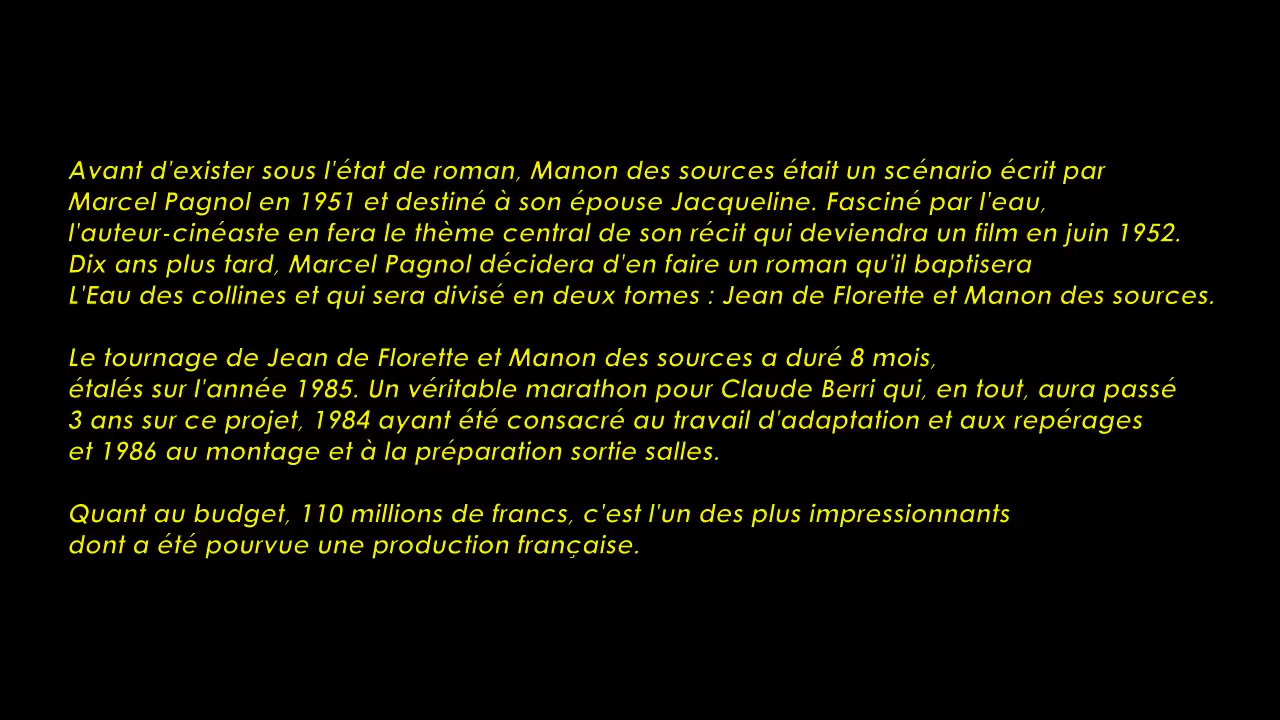 Avant d'exister sous l'état de roman, Manon des sources était un scénario écrit par
Marcel Pagnol en 1951 et destiné à son épouse Jacqueline. Fasciné par l'eau,
l'auteur-cinéaste en fera le thème central de son récit qui deviendra un film en juin 1952.
Dix ans plus tard, Marcel Pagnol décidera d'en faire un roman qu'il baptisera
L'Eau des collines et qui sera divisé en deux tomes : Jean de Florette et Manon des sources.
Le tournage de Jean de Florette et Manon des sources a duré 8 mois,
étalés sur l'année 1985. Un véritable marathon pour Claude Berri qui, en tout, aura passé
3 ans sur ce projet, 1984 ayant été consacré au travail d'adaptation et aux repérages
et 1986 au montage et à la préparation sortie salles.
Quant au budget, 110 millions de francs, c'est l'un des plus impressionnants
dont a été pourvue une production française.